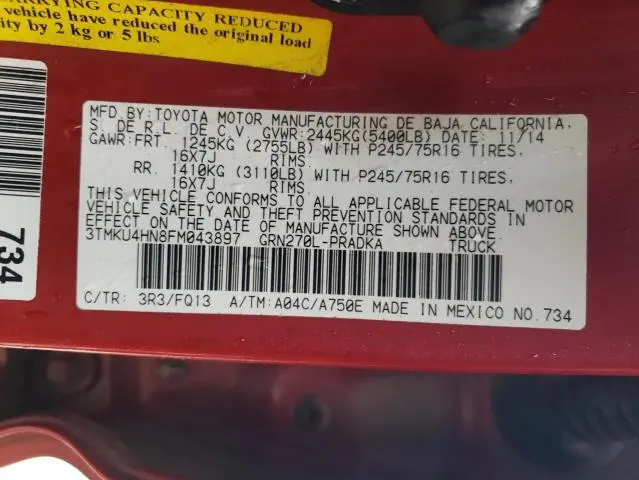 CARRYING CAPACITY REDUCED
vehicle have reduced the original load
by 2 kg or 5 lbs
734
MFD.BY:TOYOTA MOTOR MANUFACTURING DE BAJA CALIFORNIA,
S. DE R.L. DE C.V. GVWR:2445KG(5400LB) DATE: 11/14
GAWR:FRT. 1245KG (2755LB) WITH P245/75R16 TIRES,
16X7J RIMS.
RR. 1410KG (3110LB) WITH P245/75R16 TIRES,
16X7J RIMS.
THIS VEHICLE CONFORMS TO ALL APPLICABLE FEDERAL MOTOR
VEHICLE SAFETY AND THEFT PREVENTION STANDARDS IN
EFFECT ON THE DATE OF MANUFACTURE SHOWN ABOVE.
3TMKU4HN8FM043897 GRN270L-PRADKA TRUCK
C/TR: 3R3/FQ13 A/TM:A04C/A750E MADE IN MEXICO NO.734